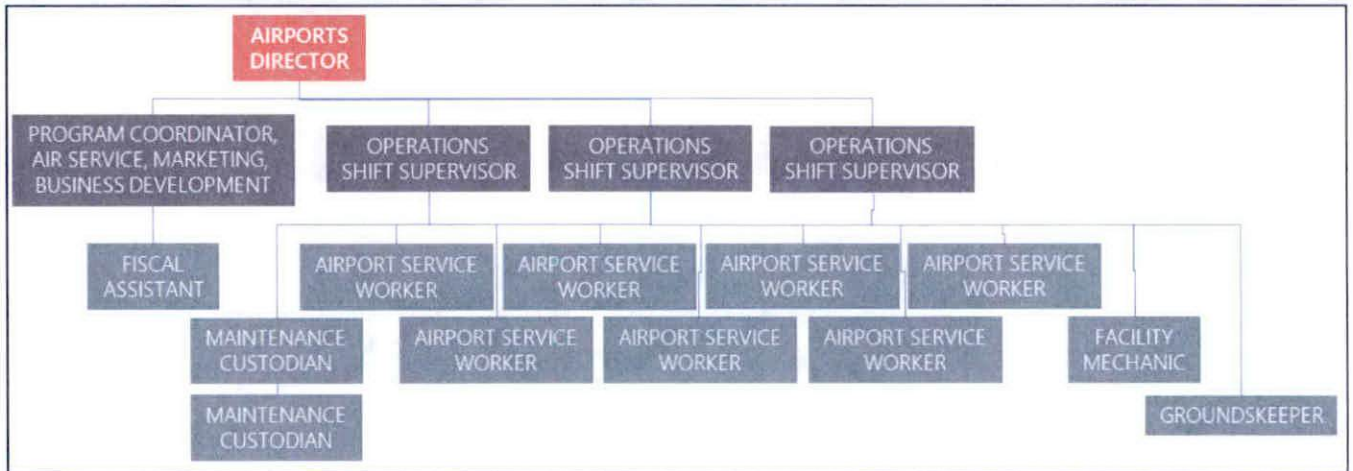 AIRPORTS
DIRECTOR
PROGRAM COORDINATOR,
AIR SERVICE, MARKETING,
BUSINESS DEVELOPMENT
OPERATIONS
SHIFT SUPERVISOR
OPERATIONS
SHIFT SUPERVISOR
OPERATIONS
SHIFT SUPERVISOR
FISCAL
ASSISTANT
AIRPORT SERVICE
WORKER
AIRPORT SERVICE
WORKER
AIRPORT SERVICE
WORKER
AIRPORT SERVICE
WORKER
MAINTENANCE
CUSTODIAN
AIRPORT SERVICE
WORKER
AIRPORT SERVICE
WORKER
AIRPORT SERVICE
WORKER
FACILITY
MECHANIC
MAINTENANCE
CUSTODIAN
GROUNDSKEEPER